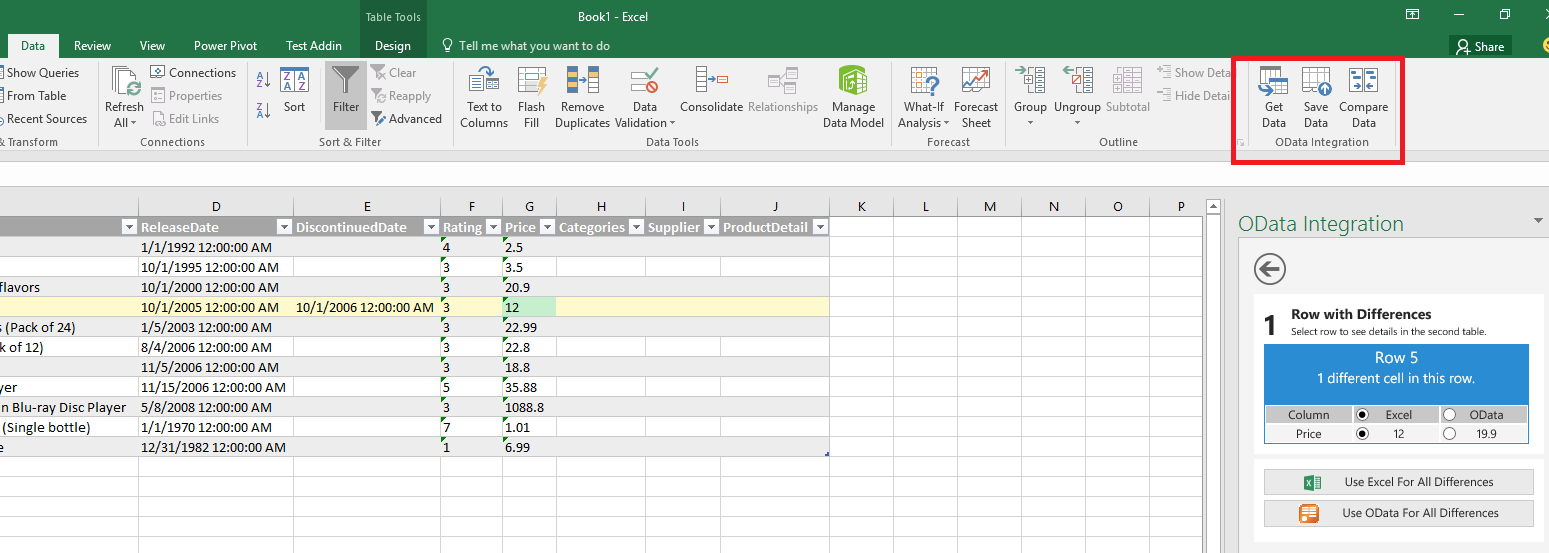 Table Tools
Book1 - Excel
Data Review View Power Pivot Test Addin Design Tell me what you want to do Share
Show Queries
From Table
Recent Sources
& Transform
Refresh All
Connections
Properties
Edit Links
Connections
Sort
Filter
Clear
Reapply
Advanced
Sort & Filter
Text to Columns
Flash Fill
Remove Duplicates
Data Validation
Consolidate
Relationships
Manage Data Model
Data Tools
What-If Analysis
Forecast Sheet
Forecast
Group
Ungroup
Subtotal
Show Deta
Hide Detai
Outline
Get Data
Save Data
Compare Data
OData Integration
D E F G H I J K L M N O P
ReleaseDate DiscontinuedDate Rating Price Categories Supplier ProductDetail
1/1/1992 12:00:00 AM 4 2.5
10/1/1995 12:00:00 AM 3 3.5
flavors 10/1/2000 12:00:00 AM 3 20.9
10/1/2005 12:00:00 AM 10/1/2006 12:00:00 AM 3 12
s (Pack of 24) 1/5/2003 12:00:00 AM 3 22.99
k of 12) 8/4/2006 12:00:00 AM 3 22.8
11/5/2006 12:00:00 AM 3 18.8
yer 11/15/2006 12:00:00 AM 5 35.88
n Blu-ray Disc Player 5/8/2008 12:00:00 AM 3 1088.8
(Single bottle) 1/1/1970 12:00:00 AM 7 1.01
e 12/31/1982 12:00:00 AM 1 6.99
OData Integration
1 Row with Differences
Select row to see details in the second table.
Row 5
1 different cell in this row.
Column Excel OData
Price 12 19.9
Use Excel For All Differences
Use OData For All Differences